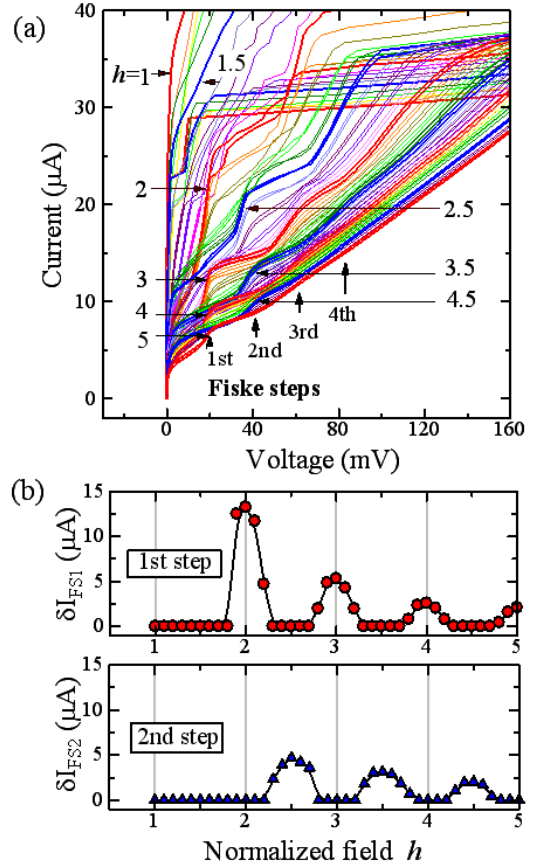 (a)
40
30
20
10
0
Current (μA)
h=1
1.5
2
2.5
3
3.5
4
4.5
5
1st
2nd
3rd
4th
Fiske steps
0
40
80
120
160
Voltage (mV)
(b)
15
10
5
0
δI_FS1 (μA)
1st step
1
2
3
4
5
15
10
5
0
δI_FS2 (μA)
2nd step
1
2
3
4
5
Normalized field h